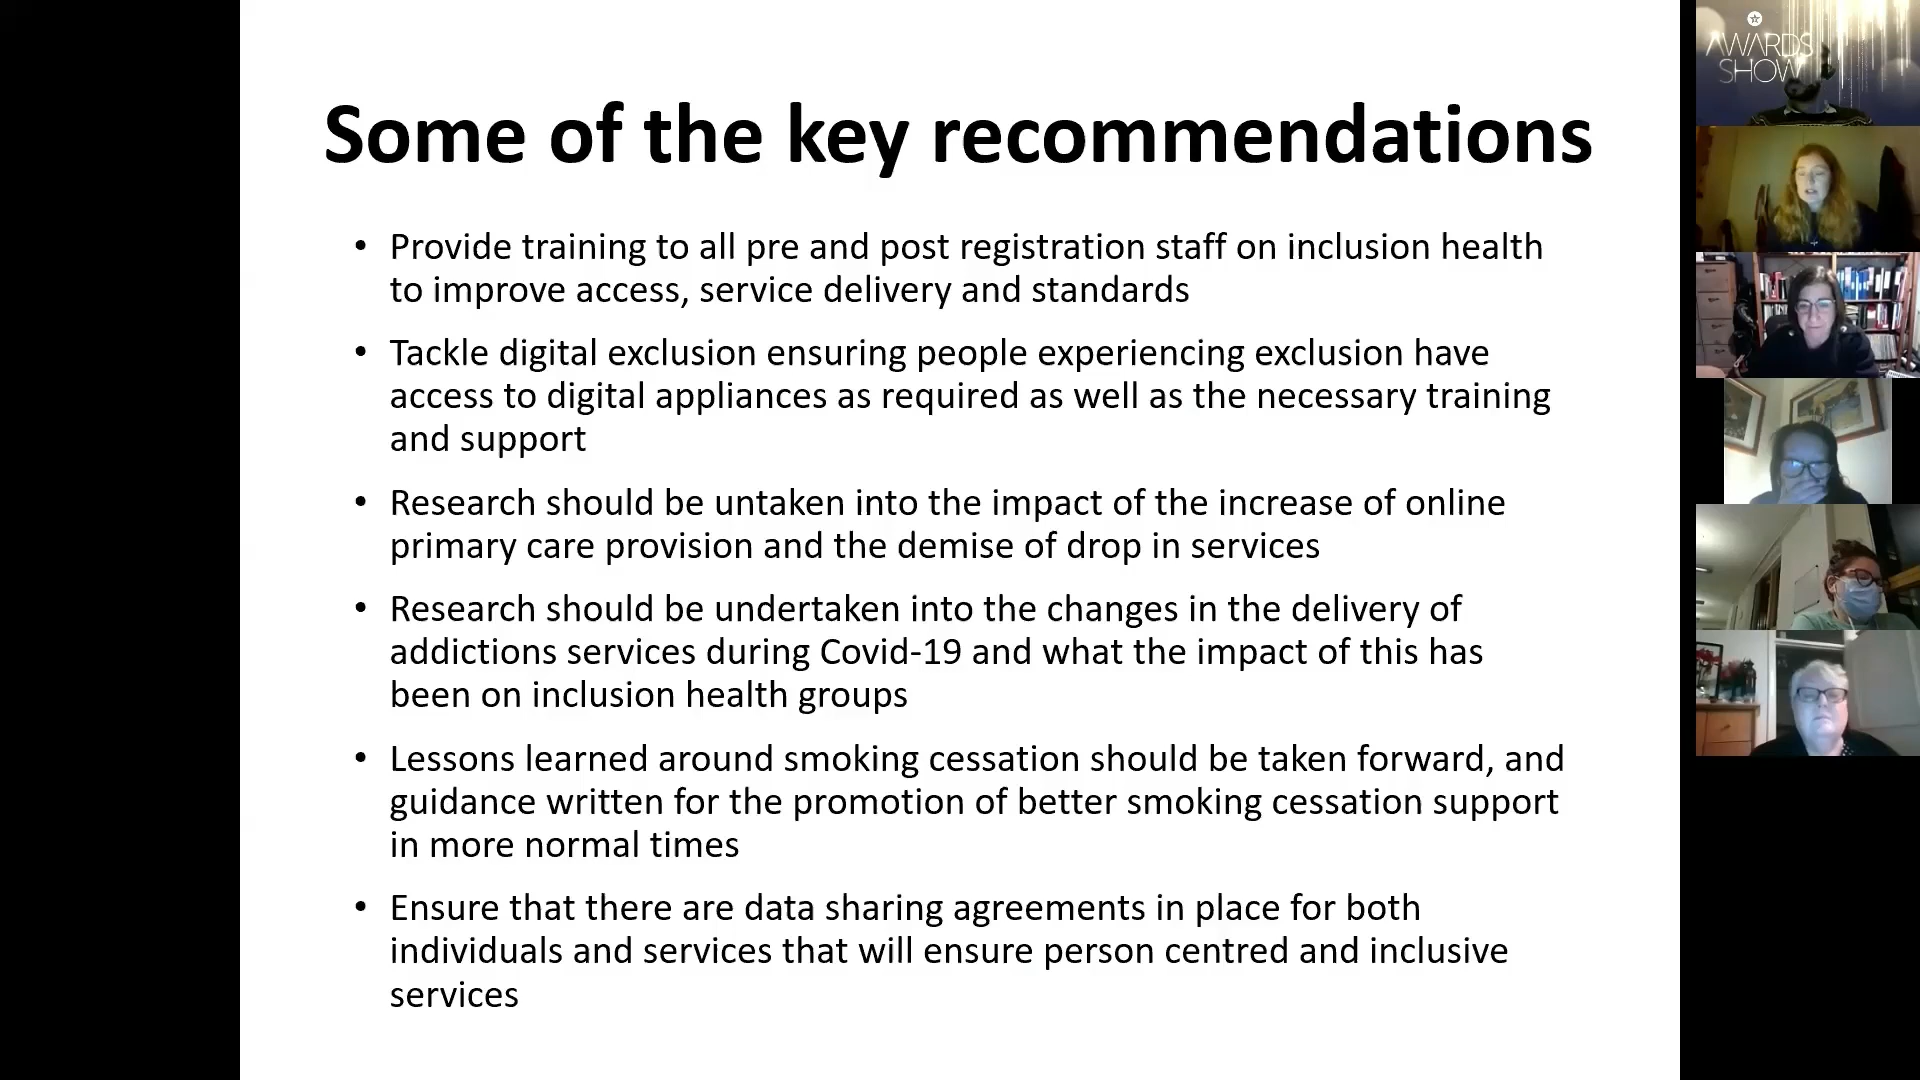 Some of the key recommendations
• Provide training to all pre and post registration staff on inclusion health
to improve access, service delivery and standards
• Tackle digital exclusion ensuring people experiencing exclusion have
access to digital appliances as required as well as the necessary training
and support
• Research should be untaken into the impact of the increase of online
primary care provision and the demise of drop in services
• Research should be undertaken into the changes in the delivery of
addictions services during Covid-19 and what the impact of this has
been on inclusion health groups
• Lessons learned around smoking cessation should be taken forward, and
guidance written for the promotion of better smoking cessation support
in more normal times
• Ensure that there are data sharing agreements in place for both
individuals and services that will ensure person centred and inclusive
services
AWARDS
SHOW